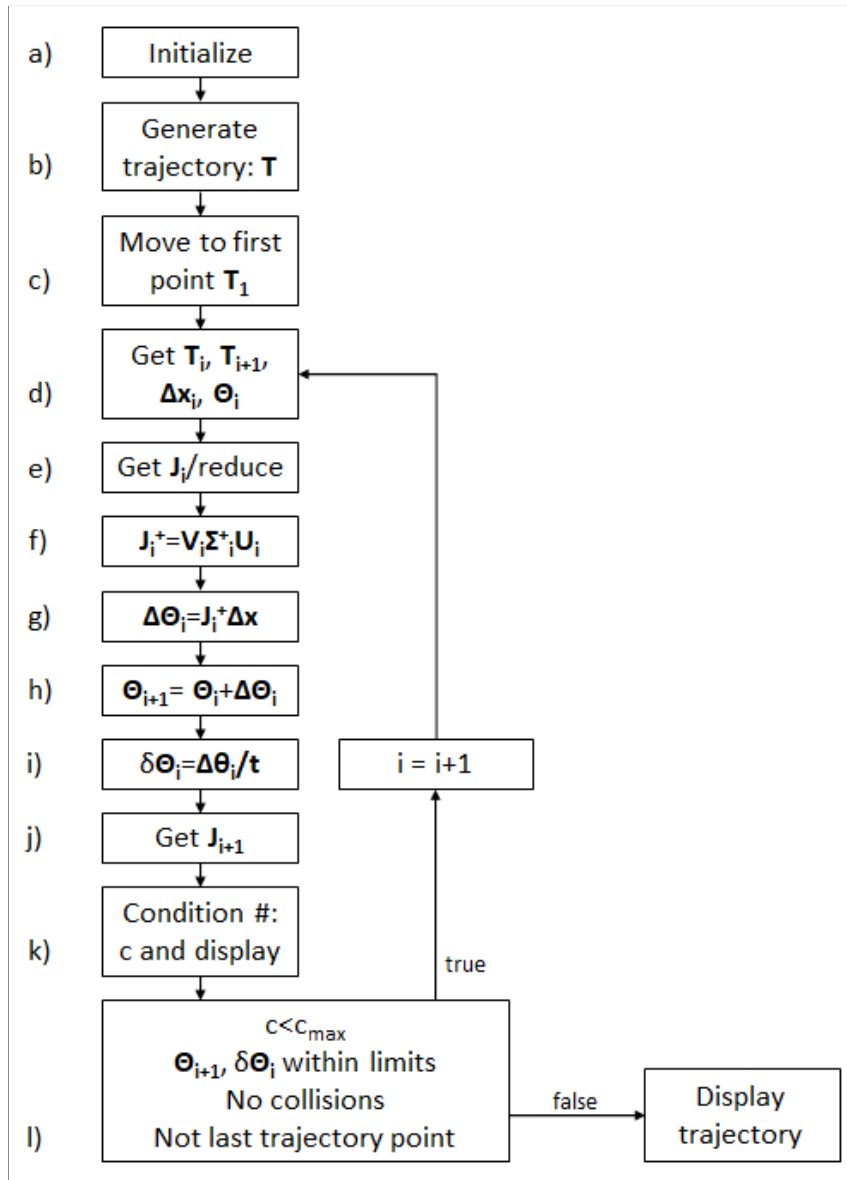 a) Initialize
b) Generate
trajectory: T
c) Move to first
point T₁
d) Get Tᵢ, Tᵢ₊₁,
Δxᵢ, Θᵢ
e) Get Jᵢ/reduce
f) Jᵢ⁺=VᵢΣ⁺ᵢUᵢ
g) ΔΘᵢ=Jᵢ⁺Δx
h) Θᵢ₊₁= Θᵢ+ΔΘᵢ
i) δΘᵢ=Δθᵢ/t
i = i+1
j) Get Jᵢ₊₁
k) Condition #:
c and display
true
l) c<cₘₐₓ
Θᵢ₊₁, δΘᵢ within limits
No collisions
Not last trajectory point
false
Display
trajectory